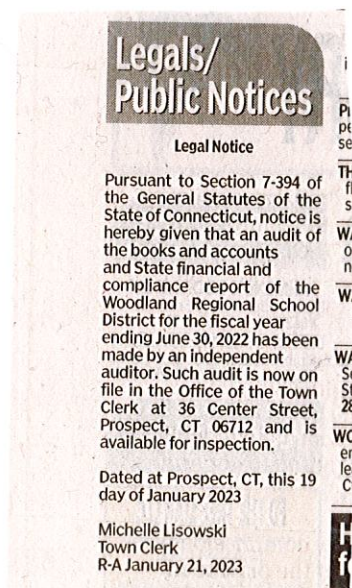 Legals/
Public Notices
Legal Notice
Pursuant to Section 7-394 of
the General Statutes of the
State of Connecticut, notice is
hereby given that an audit of
the books and accounts
and State financial and
compliance report of the
Woodland Regional School
District for the fiscal year
ending June 30, 2022 has been
made by an independent
auditor. Such audit is now on
file in the Office of the Town
Clerk at 36 Center Street,
Prospect, CT 06712 and is
available for inspection.
Dated at Prospect, CT, this 19
day of January 2023
Michelle Lisowski
Town Clerk
R-A January 21, 2023